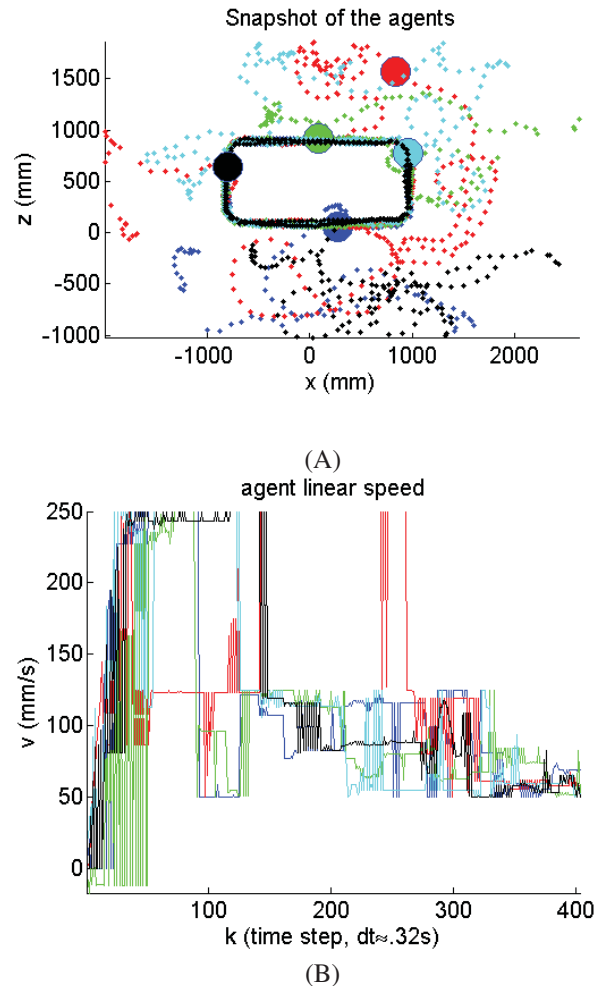 Snapshot of the agents
1500
1000
500
0
-500
-1000
z (mm)
-1000 0 1000 2000
x (mm)
(A)
agent linear speed
250
200
150
100
50
0
v (mm/s)
100 200 300 400
k (time step, dt≈.32s)
(B)